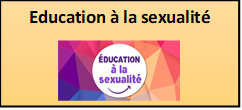 Education à la sexualité
ÉDUCATION
à la
sexualité